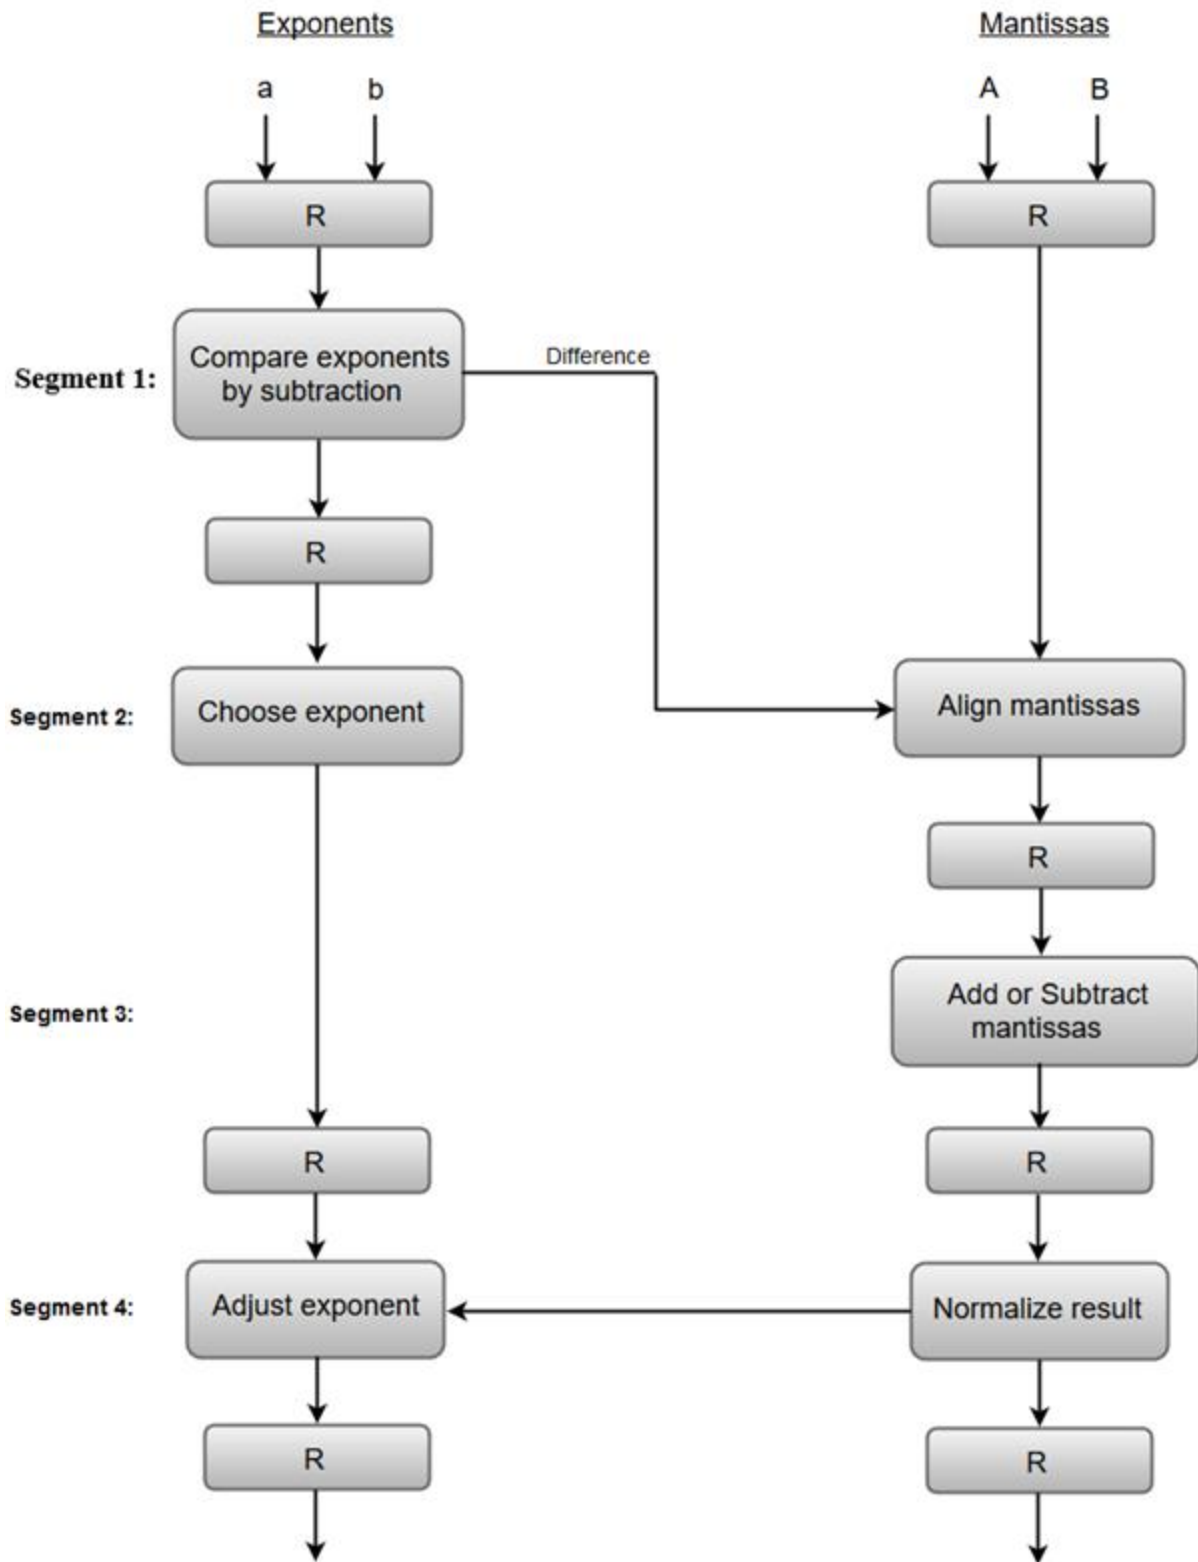 Exponents
Mantissas
a
b
A
B
R
R
Segment 1:
Compare exponents
by subtraction
Difference
R
Segment 2:
Choose exponent
Align mantissas
R
Segment 3:
Add or Subtract
mantissas
R
R
Segment 4:
Adjust exponent
Normalize result
R
R